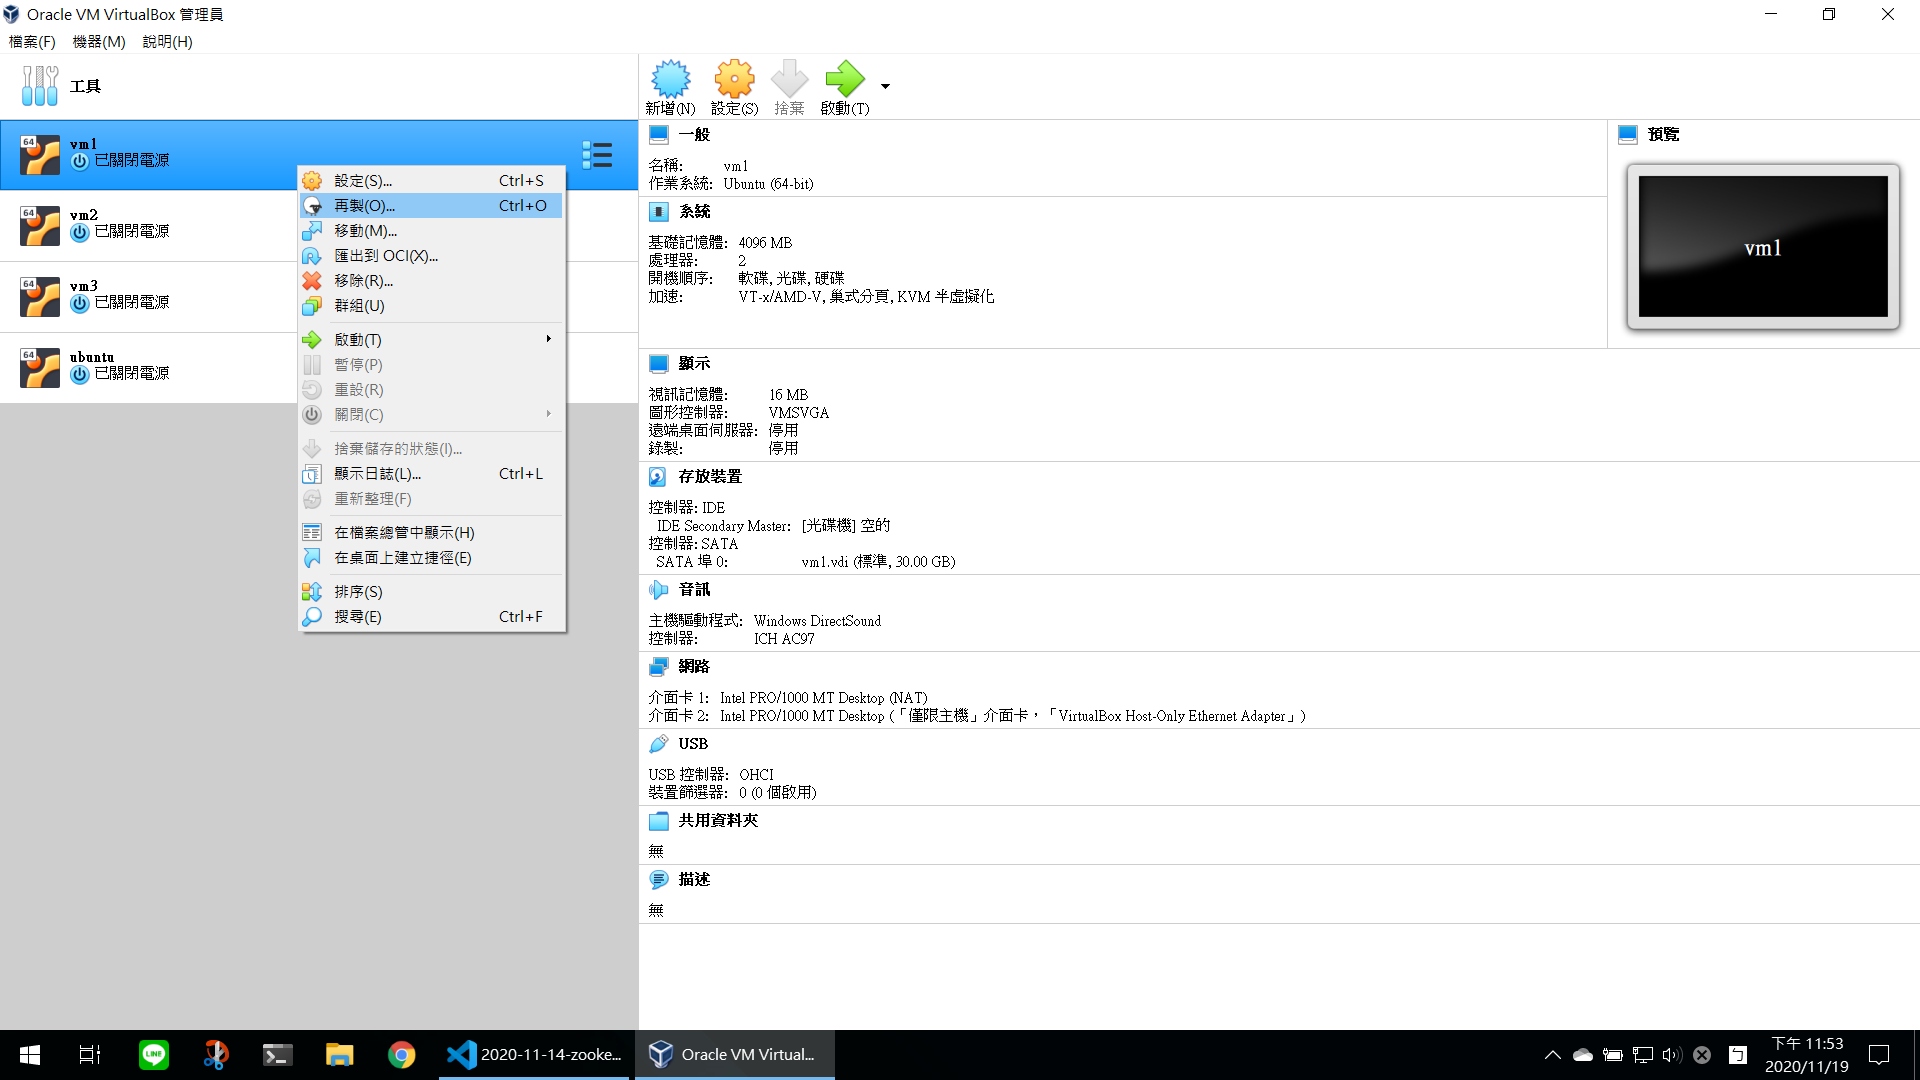 Oracle VM VirtualBox 管理員
檔案(F) 機器(M) 說明(H)
工具
64 vm1
已關閉電源
64 vm2
已關閉電源
64 vm3
已關閉電源
64 ubuntu
已關閉電源
設定(S)... Ctrl+S
再製(O)... Ctrl+O
移動(M)...
匯出到 OCI(X)...
移除(R)...
群組(U)
啟動(T)
暫停(P)
重設(R)
關閉(C)
捨棄儲存的狀態(I)...
顯示日誌(L)... Ctrl+L
重新整理(F)
在檔案總管中顯示(H)
在桌面上建立捷徑(E)
排序(S)
搜尋(E) Ctrl+F
新增(N) 設定(S) 捨棄 啟動(T)
一般
名稱: vm1
作業系統: Ubuntu (64-bit)
系統
基礎記憶體: 4096 MB
處理器: 2
開機順序: 軟碟, 光碟, 硬碟
加速: VT-x/AMD-V, 巢式分頁, KVM 半虛擬化
預覽
vm1
顯示
視訊記憶體: 16 MB
圖形控制器: VMSVGA
遠端桌面伺服器: 停用
錄製: 停用
存放裝置
控制器: IDE
IDE Secondary Master: [光碟機] 空的
控制器: SATA
SATA 埠 0: vm1.vdi (標準, 30.00 GB)
音訊
主機驅動程式: Windows DirectSound
控制器: ICH AC97
網路
介面卡 1: Intel PRO/1000 MT Desktop (NAT)
介面卡 2: Intel PRO/1000 MT Desktop (「僅限主機」介面卡，「VirtualBox Host-Only Ethernet Adapter」)
USB
USB 控制器: OHCI
裝置篩選器: 0 (0 個啟用)
共用資料夾
無
描述
無
LINE
2020-11-14-zooke...
Oracle VM Virtual...
ㄅ
下午 11:53
2020/11/19